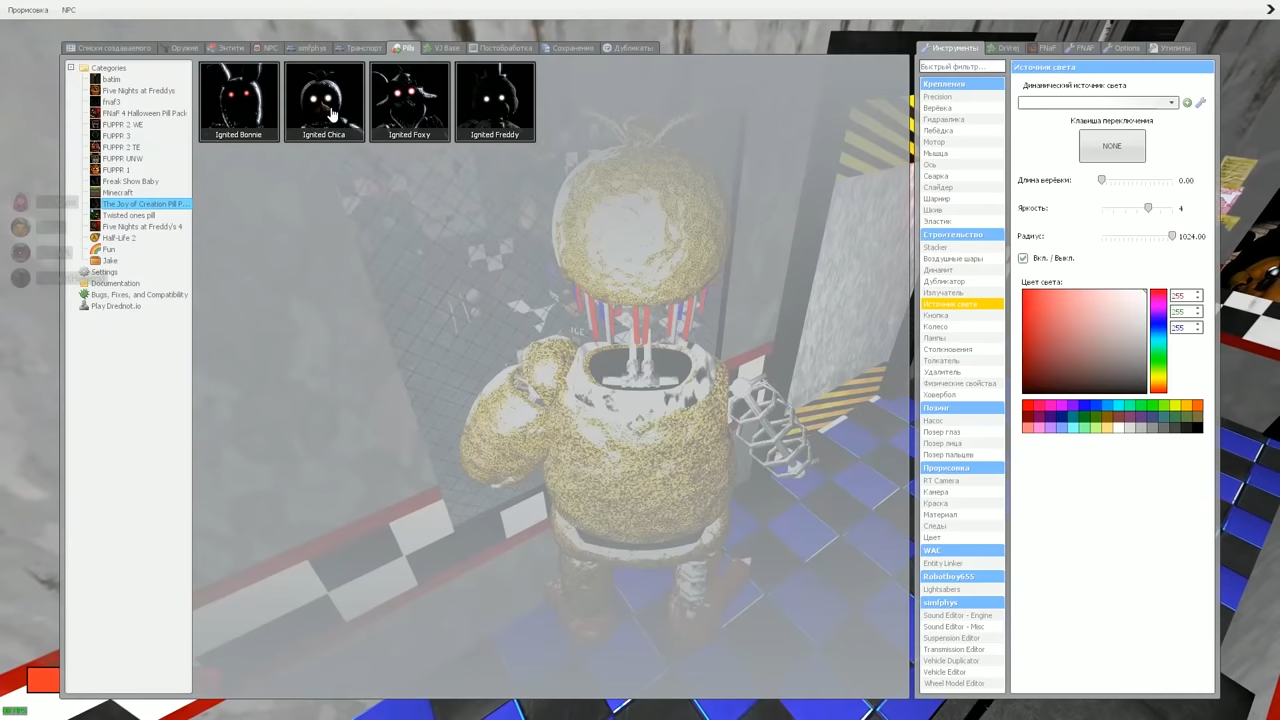 Прорисовка NPC
Списки создаваемого
Оружие
Энтити
NPC
simfphys
Транспорт
Pills
VJ Base
Постобработка
Сохранения
Дубликаты
Categories
batim
Five Nights at Freddys
fnaf3
FNaF 4 Halloween Pill Pack
FUPPR 2 WE
FUPPR 3
FUPPR 2 TE
FUPPR UNW
FUPPR 1
Freak Show Baby
Minecraft
The Joy of Creation Pill P...
Twisted ones pill
Five Nights at Freddy's 4
Half-Life 2
Fun
Jake
Settings
Documentation
Bugs, Fixes, and Compatibility
Play Drednot.io
Ignited Bonnie
Ignited Chica
Ignited Foxy
Ignited Freddy
Инструменты
DrVrej
FNaF
FNAF
Options
Утилиты
Быстрый фильтр...
Крепления
Precision
Верёвка
Гидравлика
Лебёдка
Мотор
Мышца
Ось
Сварка
Слайдер
Шарнир
Шкив
Эластик
Строительство
Stacker
Воздушные шары
Динамит
Дубликатор
Излучатель
Источник света
Кнопка
Колесо
Лампы
Столкновения
Толкатель
Удалитель
Физические свойства
Ховербол
Позинг
Насос
Позер глаз
Позер лица
Позер пальцев
Прорисовка
RT Camera
Камера
Краска
Материал
Следы
Цвет
WAC
Entity Linker
Robotboy655
Lightsabers
simfphys
Sound Editor - Engine
Sound Editor - Misc
Suspension Editor
Transmission Editor
Vehicle Duplicator
Vehicle Editor
Wheel Model Editor
Источник света
Динамический источник света
Клавиша переключения
NONE
Длина верёвки: 0.00
Яркость: 4
Радиус: 1024.00
Вкл. / Выкл.
Цвет света:
255
255
255